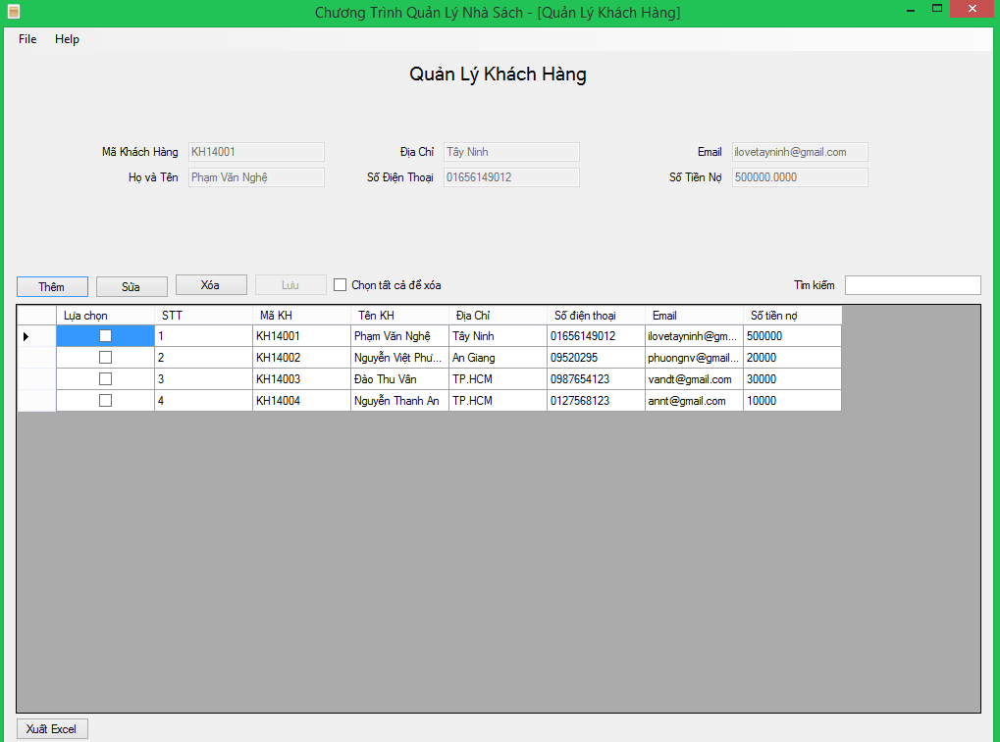 Chương Trình Quản Lý Nhà Sách - [Quản Lý Khách Hàng]
File Help
Quản Lý Khách Hàng
Mã Khách Hàng KH14001 Địa Chỉ Tây Ninh Email ilovetayninh@gmail.com
Họ và Tên Phạm Văn Nghệ Số Điện Thoại 01656149012 Số Tiền Nợ 500000.0000
Thêm Sửa Xóa Lưu Chọn tất cả để xóa Tìm kiếm
Lựa chọn STT Mã KH Tên KH Địa Chỉ Số điện thoại Email Số tiền nợ
1 KH14001 Phạm Văn Nghệ Tây Ninh 01656149012 ilovetayninh@gm... 500000
2 KH14002 Nguyễn Việt Phư... An Giang 09520295 phuongnv@gmail... 20000
3 KH14003 Đào Thu Vân TP.HCM 0987654123 vandt@gmail.com 30000
4 KH14004 Nguyễn Thanh An TP.HCM 0127568123 annt@gmail.com 10000
Xuất Excel